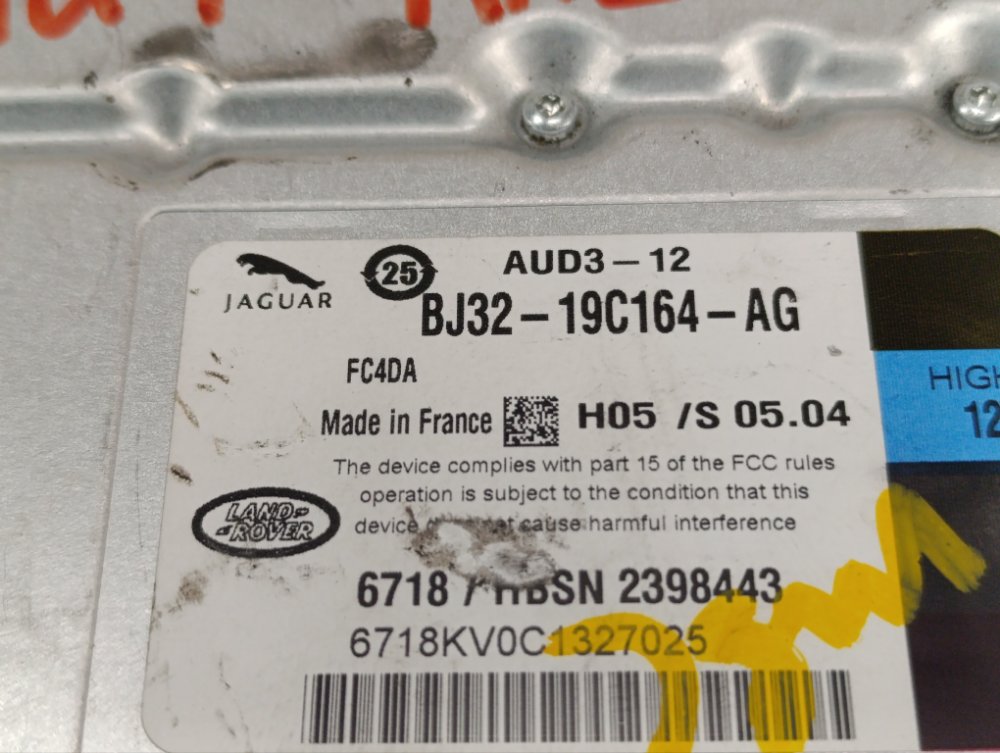 JAGUAR
25
AUD3-12
BJ32-19C164-AG
FC4DA
HIGH
12
Made in France
H05 /S 05.04
The device complies with part 15 of the FCC rules
operation is subject to the condition that this
device cause harmful interference
LAND-
-ROVER
6718 / HBSN 2398443
6718KV0C1327025